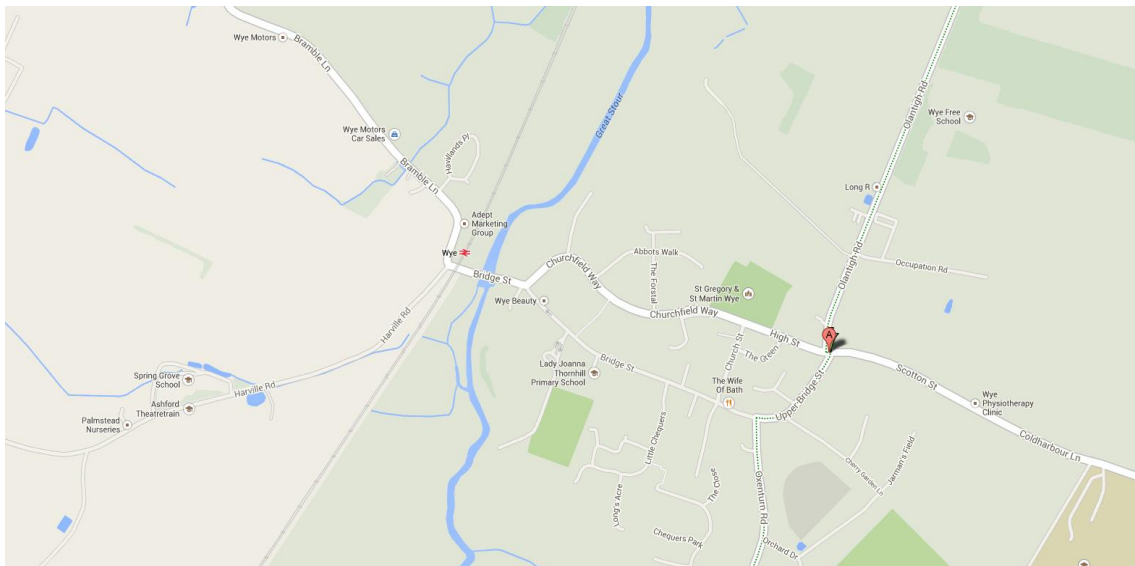 Wye Motors
Bramble Ln
Wye Motors
Car Sales
Bramble Ln
Hewlands Pl
Adept
Marketing
Group
Wye
Bridge St
Great Stour
Churchfield Way
Wye Beauty
Harville Rd
Abbots Walk
The Forstal
Churchfield Way
St Gregory &
St Martin Wye
Olantigh Rd
Wye Free
School
Long R
Occupation Rd
Olantigh Rd
High St
A
Church St
The Green
Bridge St
Lady Joanna
Thornhill
Primary School
The Wife
Of Bath
Upper Bridge St
Scotton St
Wye
Physiotherapy
Clinic
Coldharbour Ln
Spring Grove
School
Harville Rd
Ashford
Theatretrain
Palmstead
Nurseries
Little Chequers
Long's Acre
The Close
Chequers Park
Oxenturn Rd
Cherry Garden Ln
Jarman's Field
Orchard Dr